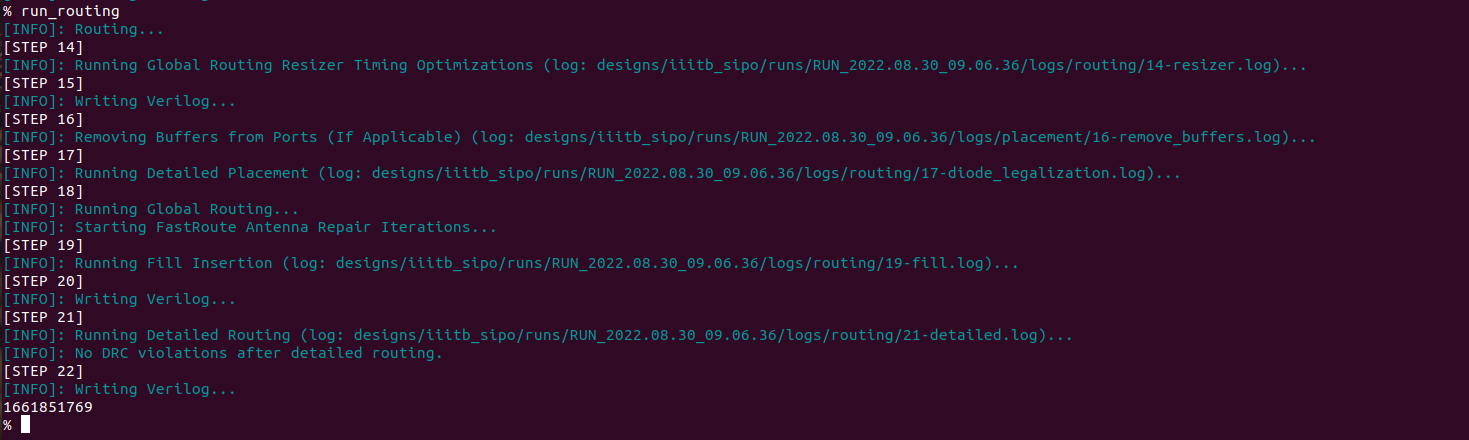 % run_routing
[INFO]: Routing...
[STEP 14]
[INFO]: Running Global Routing Resizer Timing Optimizations (log: designs/iiitb_sipo/runs/RUN_2022.08.30_09.06.36/logs/routing/14-resizer.log)...
[STEP 15]
[INFO]: Writing Verilog...
[STEP 16]
[INFO]: Removing Buffers from Ports (If Applicable) (log: designs/iiitb_sipo/runs/RUN_2022.08.30_09.06.36/logs/placement/16-remove_buffers.log)...
[STEP 17]
[INFO]: Running Detailed Placement (log: designs/iiitb_sipo/runs/RUN_2022.08.30_09.06.36/logs/routing/17-diode_legalization.log)...
[STEP 18]
[INFO]: Running Global Routing...
[INFO]: Starting FastRoute Antenna Repair Iterations...
[STEP 19]
[INFO]: Running Fill Insertion (log: designs/iiitb_sipo/runs/RUN_2022.08.30_09.06.36/logs/routing/19-fill.log)...
[STEP 20]
[INFO]: Writing Verilog...
[STEP 21]
[INFO]: Running Detailed Routing (log: designs/iiitb_sipo/runs/RUN_2022.08.30_09.06.36/logs/routing/21-detailed.log)...
[INFO]: No DRC violations after detailed routing.
[STEP 22]
[INFO]: Writing Verilog...
1661851769
%